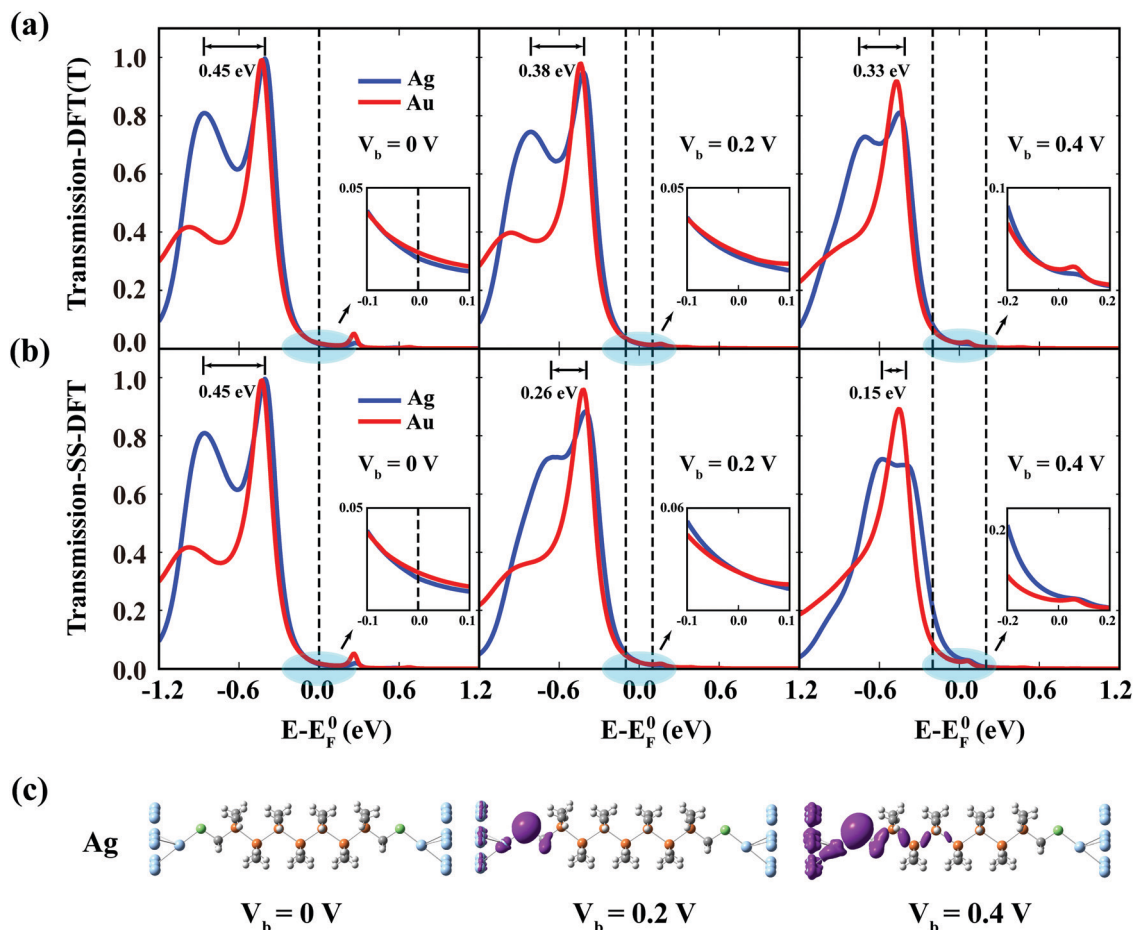 (a)
Transmission-DFT(T)
1.0
0.8
0.6
0.4
0.2
0.0
0.45 eV
Ag
Au
V_b = 0 V
0.05
-0.1
0.0
0.1
0.38 eV
V_b = 0.2 V
0.05
-0.1
0.0
0.1
0.33 eV
V_b = 0.4 V
0.1
-0.2
0.0
0.2
(b)
Transmission-SS-DFT
1.0
0.8
0.6
0.4
0.2
0.0
0.45 eV
Ag
Au
V_b = 0 V
0.05
-0.1
0.0
0.1
0.26 eV
V_b = 0.2 V
0.06
-0.1
0.0
0.1
0.15 eV
V_b = 0.4 V
0.2
-0.2
0.0
0.2
-1.2 -0.6 0.0 0.6 1.2 -0.6 0.0 0.6 1.2 -0.6 0.0 0.6 1.2
E-E_F^0 (eV)
E-E_F^0 (eV)
E-E_F^0 (eV)
(c)
Ag
V_b = 0 V
V_b = 0.2 V
V_b = 0.4 V